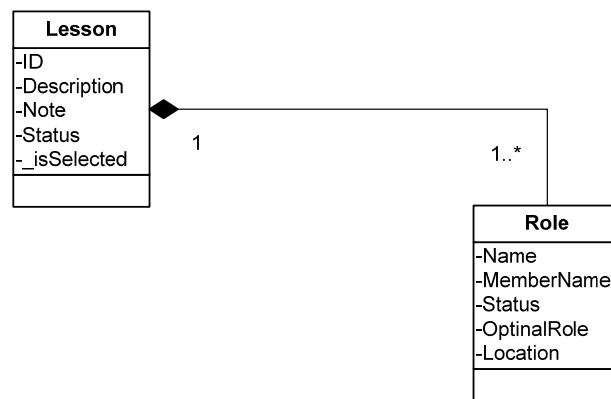 Lesson
-ID
-Description
-Note
-Status
-_isSelected
1
1..*
Role
-Name
-MemberName
-Status
-OptinalRole
-Location